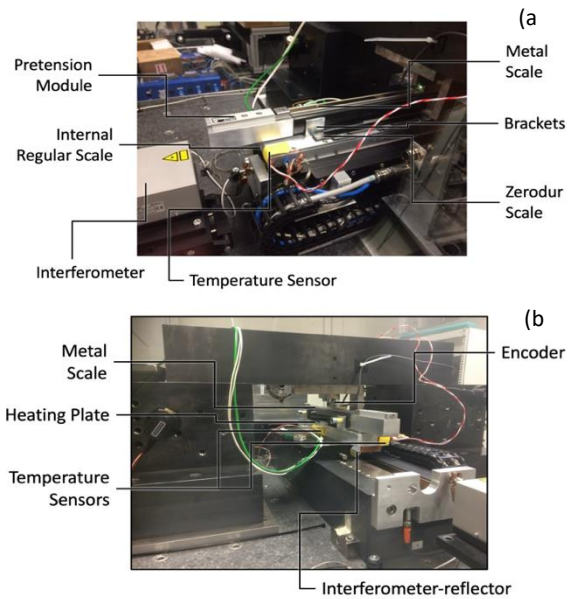 (a
Pretension
Module
Metal
Scale
Internal
Regular Scale
Brackets
Zerodur
Scale
Interferometer
Temperature Sensor
(b
Metal
Scale
Encoder
Heating Plate
Temperature
Sensors
Interferometer-reflector